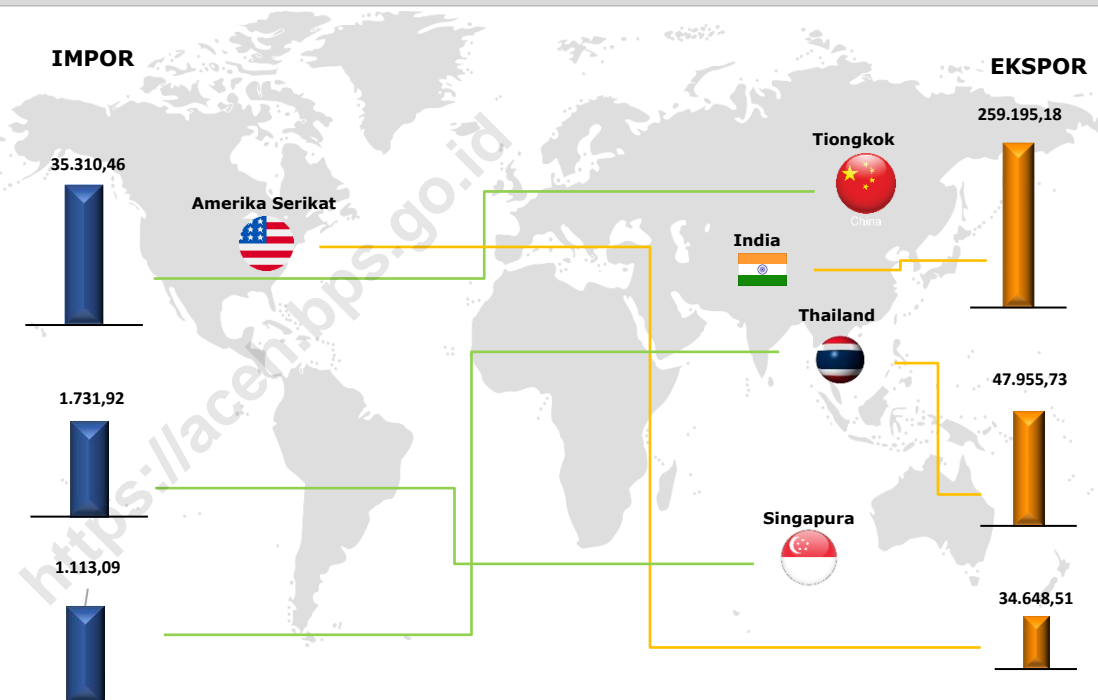 IMPOR
EKSPOR
259.195,18
Tiongkok
35.310,46
Amerika Serikat
China
India
Thailand
47.955,73
1.731,92
Singapura
1.113,09
34.648,51
https://aceh.bps.go.id